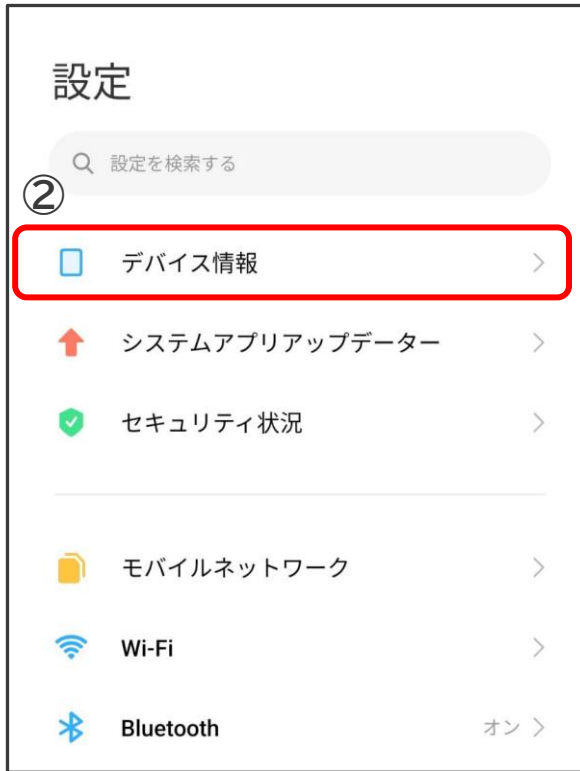 設定
設定を検索する
②
デバイス情報
システムアプリアップデーター
セキュリティ状況
モバイルネットワーク
Wi-Fi
Bluetooth オン